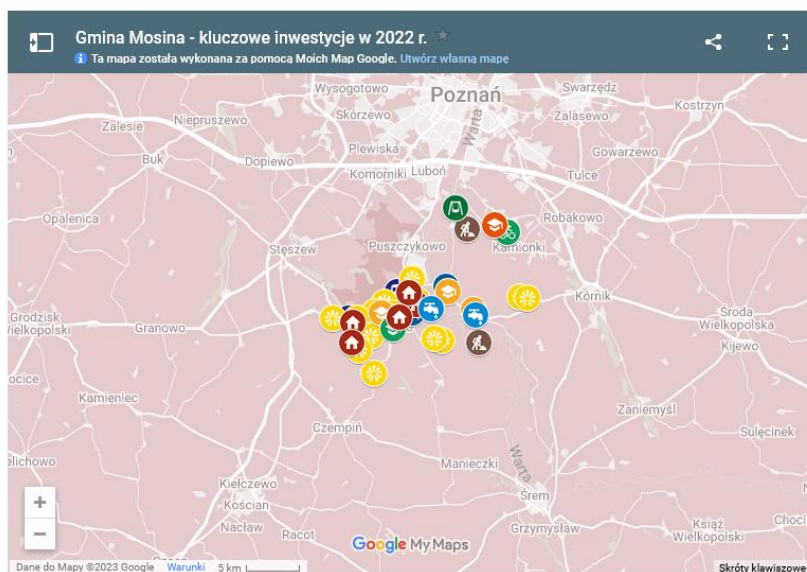 Gmina Mosina - kluczowe inwestycje w 2022 r.
Ta mapa została wykonana za pomocą Moich Map Google. Utwórz własną mapę
Wysogotowo
Poznań
Swarzędz
Kostrzyn
Zalesie
Niepruszewo
Skórzewo
Zalasewo
Buk
Dopiewo
Plewiska
Warta
Gowarzewo
Komorniki
Luboń
Tulce
Opalenica
Robakowo
Stęszew
Puszczykowo
Kamionki
Grodzisk
Wielkopolski
Granowo
Kórnik
Środa
Wielkopolska
Kijewo
Kamieniec
Zaniemyśl
Czempiń
Sulęcinek
Manieczki
Warta
Kiełczewo
Kościan
Śrem
Nacław
Racot
Grzymysław
Książ
Wielkopolski
Google My Maps
Dane do Mapy ©2023 Google
Warunki
5 km
Skróty klawiszowe